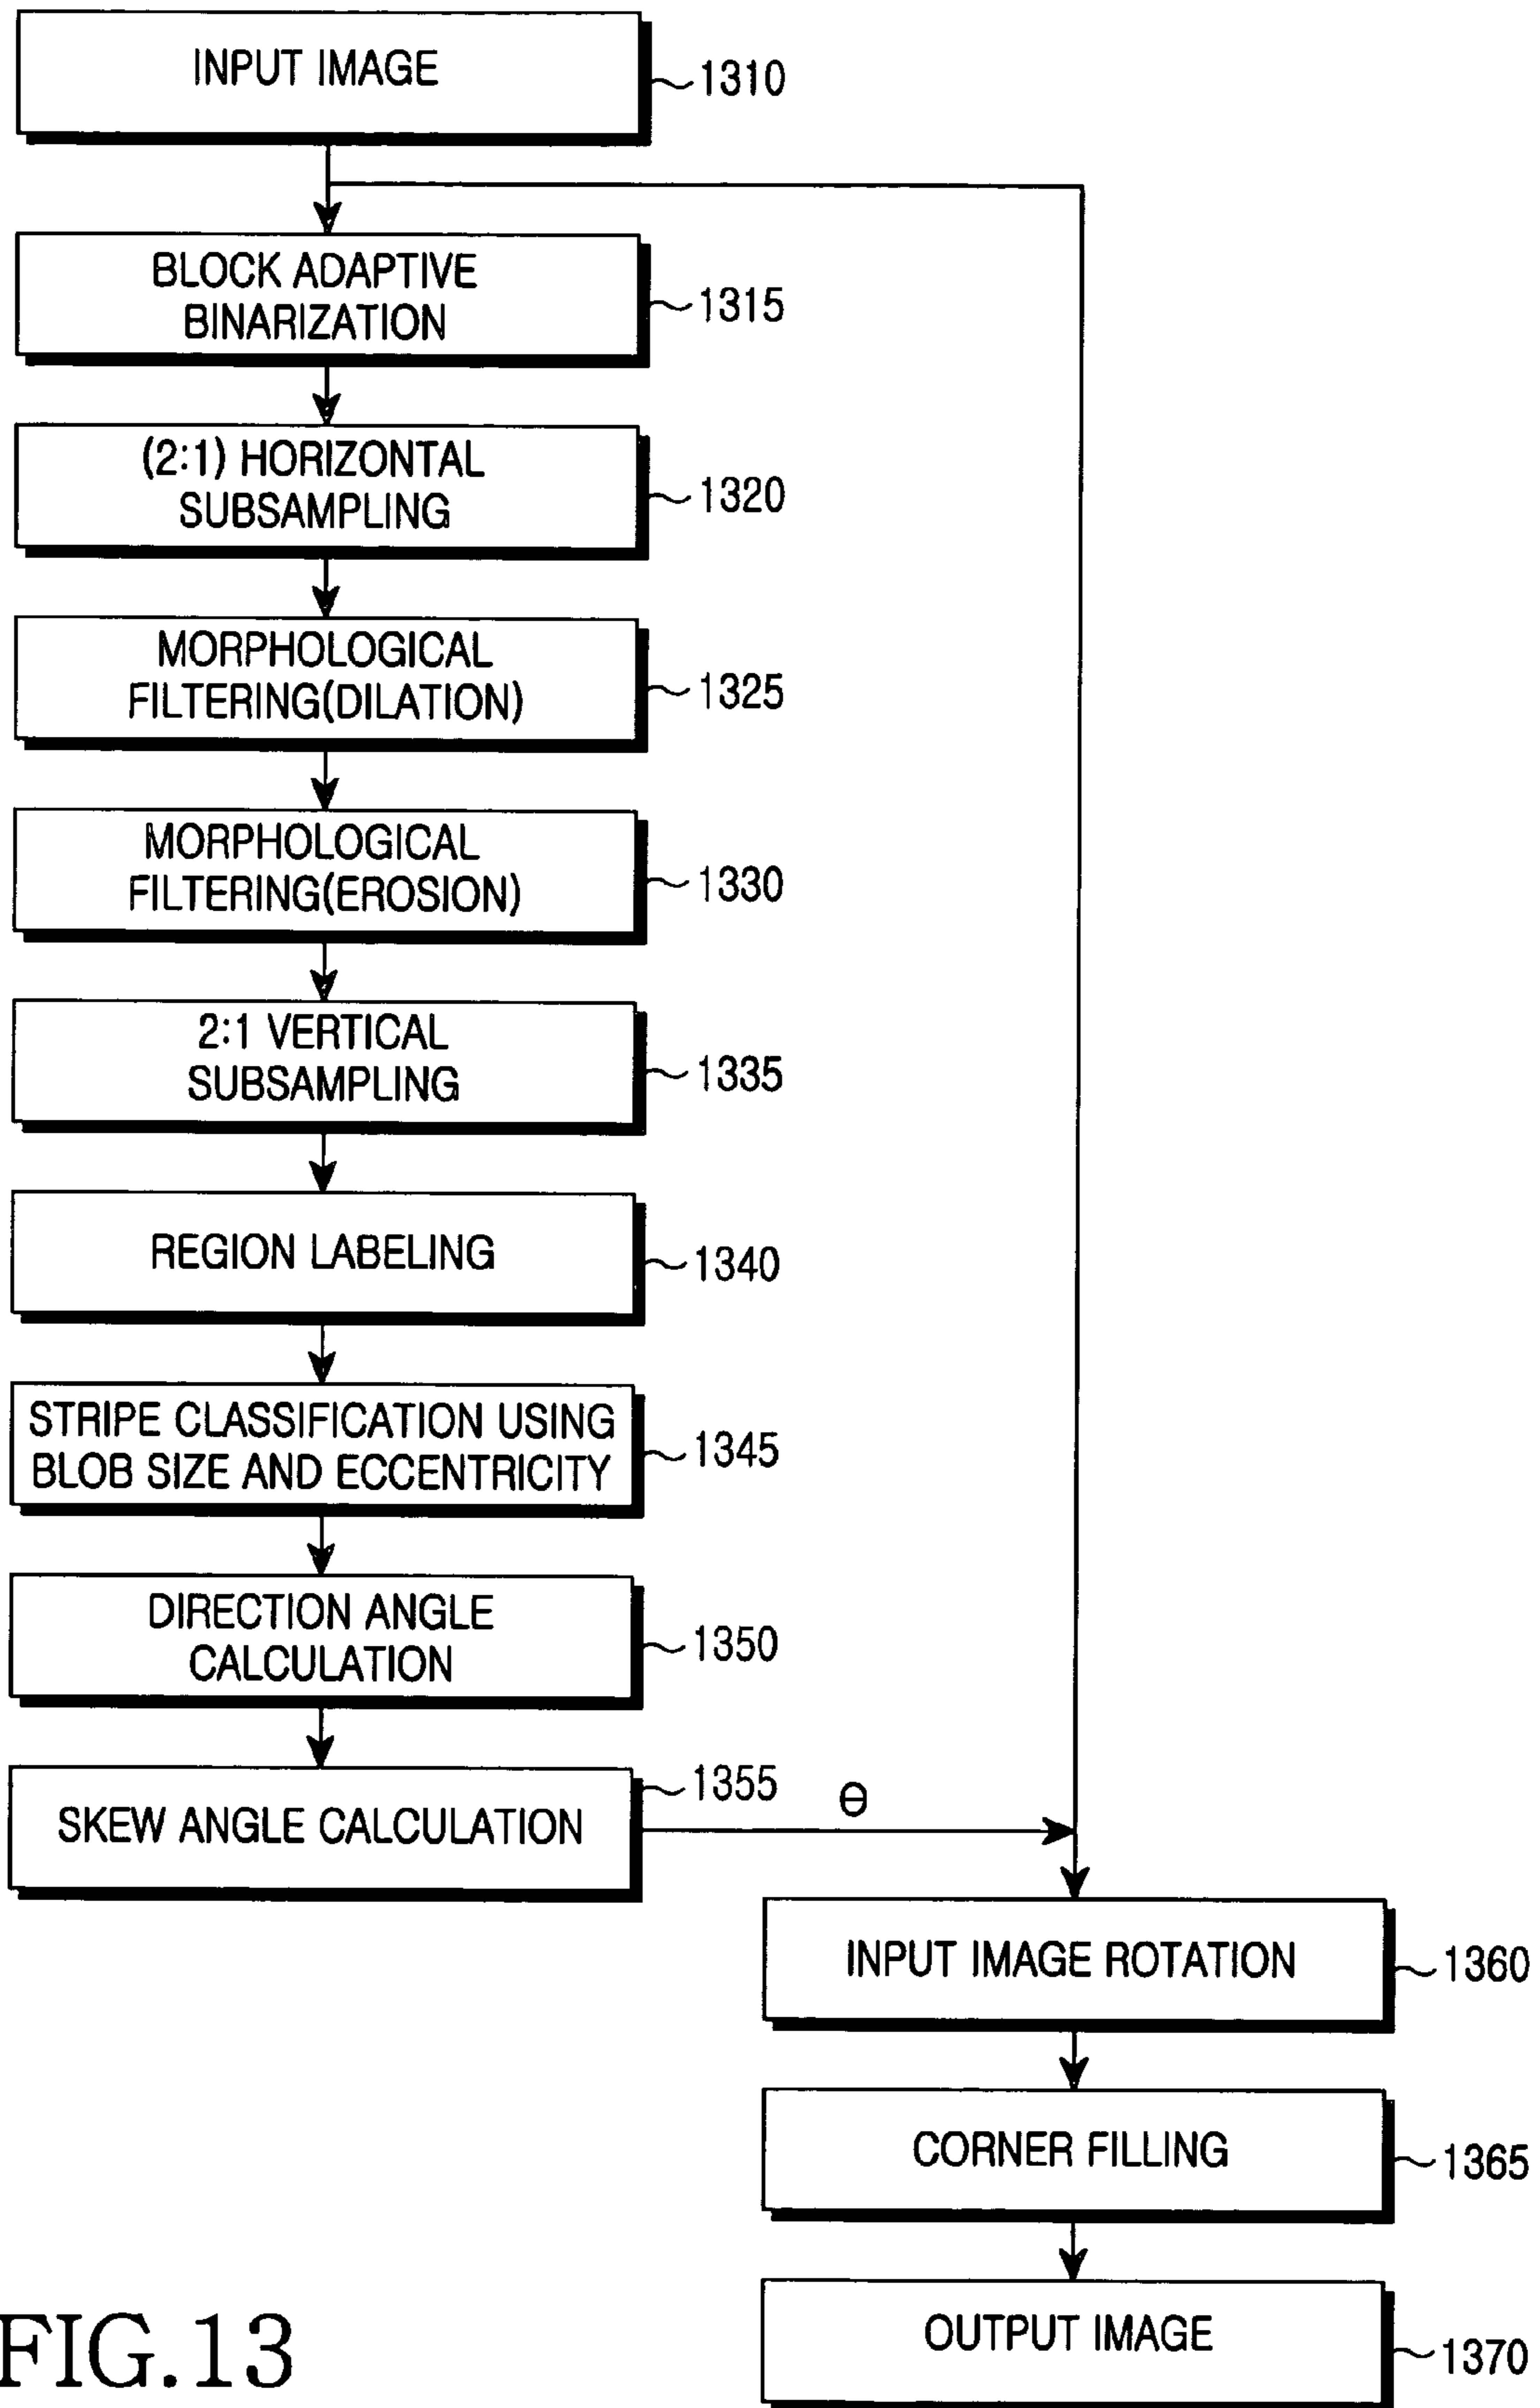 INPUT IMAGE
1310
BLOCK ADAPTIVE
BINARIZATION
1315
(2:1) HORIZONTAL
SUBSAMPLING
1320
MORPHOLOGICAL
FILTERING(DILATION)
1325
MORPHOLOGICAL
FILTERING(EROSION)
1330
2:1 VERTICAL
SUBSAMPLING
1335
REGION LABELING
1340
STRIPE CLASSIFICATION USING
BLOB SIZE AND ECCENTRICITY
1345
DIRECTION ANGLE
CALCULATION
1350
SKEW ANGLE CALCULATION
1355
θ
INPUT IMAGE ROTATION
1360
CORNER FILLING
1365
OUTPUT IMAGE
1370
FIG.13